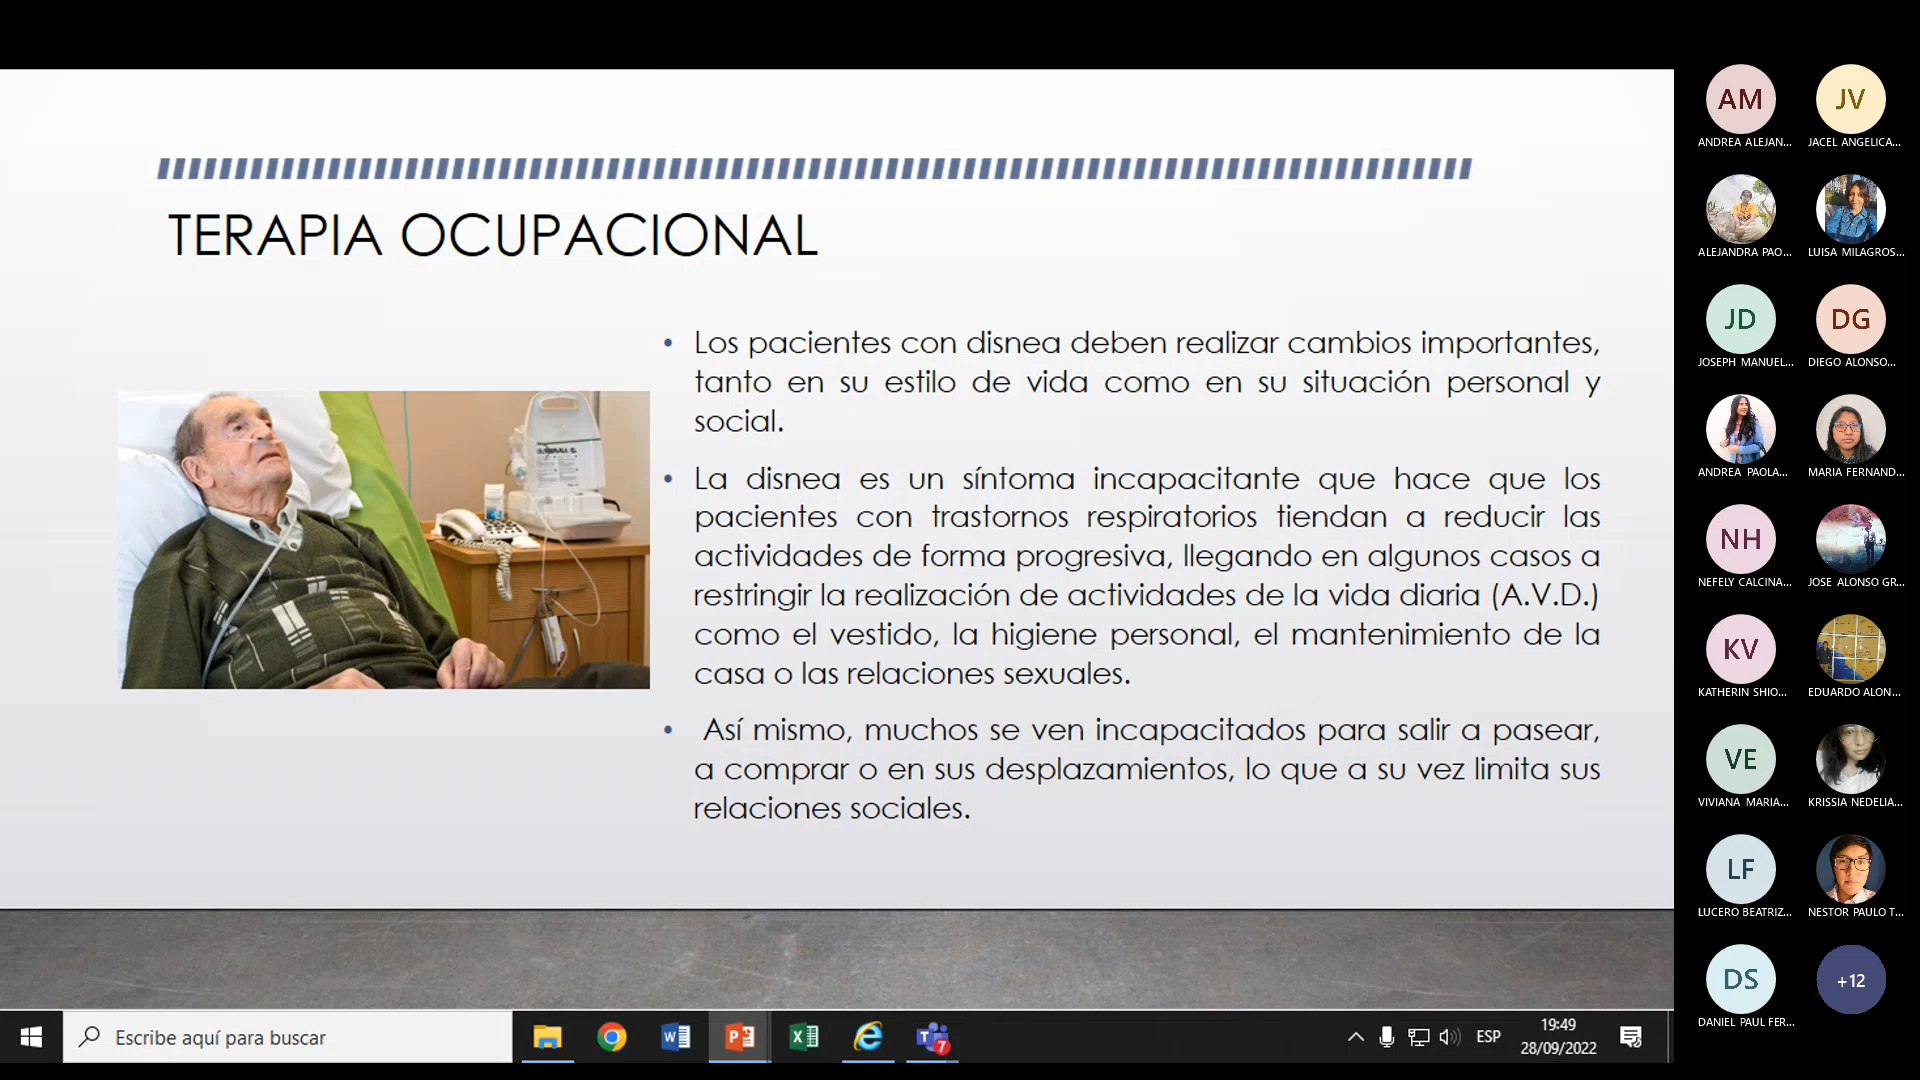 TERAPIA OCUPACIONAL
• Los pacientes con disnea deben realizar cambios importantes,
tanto en su estilo de vida como en su situación personal y
social.
• La disnea es un síntoma incapacitante que hace que los
pacientes con trastornos respiratorios tiendan a reducir las
actividades de forma progresiva, llegando en algunos casos a
restringir la realización de actividades de la vida diaria (A.V.D.)
como el vestido, la higiene personal, el mantenimiento de la
casa o las relaciones sexuales.
• Así mismo, muchos se ven incapacitados para salir a pasear,
a comprar o en sus desplazamientos, lo que a su vez limita sus
relaciones sociales.
AM JV
ANDREA ALEJAN... JACEL ANGELICA...
ALEJANDRA PAO... LUISA MILAGROS...
JD DG
JOSEPH MANUEL... DIEGO ALONSO...
ANDREA PAOLA... MARIA FERNAND...
NH
NEFELY CALCINA... JOSE ALONSO GR...
KV
KATHERIN SHIO... EDUARDO ALON...
VE
VIVIANA MARIA... KRISSIA NEDELIA...
LF
LUCERO BEATRIZ... NESTOR PAULO T...
DS +12
DANIEL PAUL FER...
Escribe aquí para buscar
7
ESP
19:49
28/09/2022